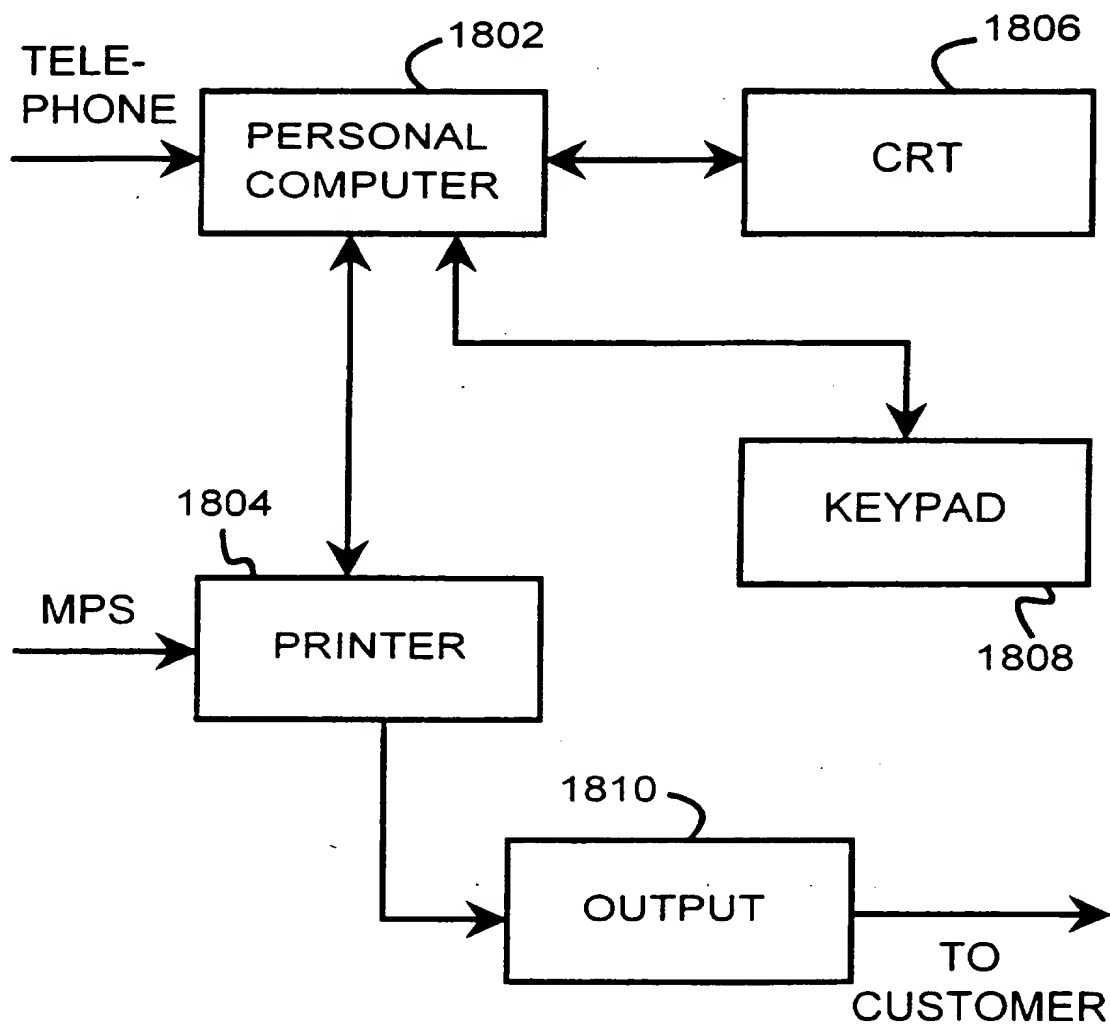 1802
1806
TELE-
PHONE
PERSONAL
COMPUTER
CRT
1804
KEYPAD
MPS
PRINTER
1808
1810
OUTPUT
TO
CUSTOMER